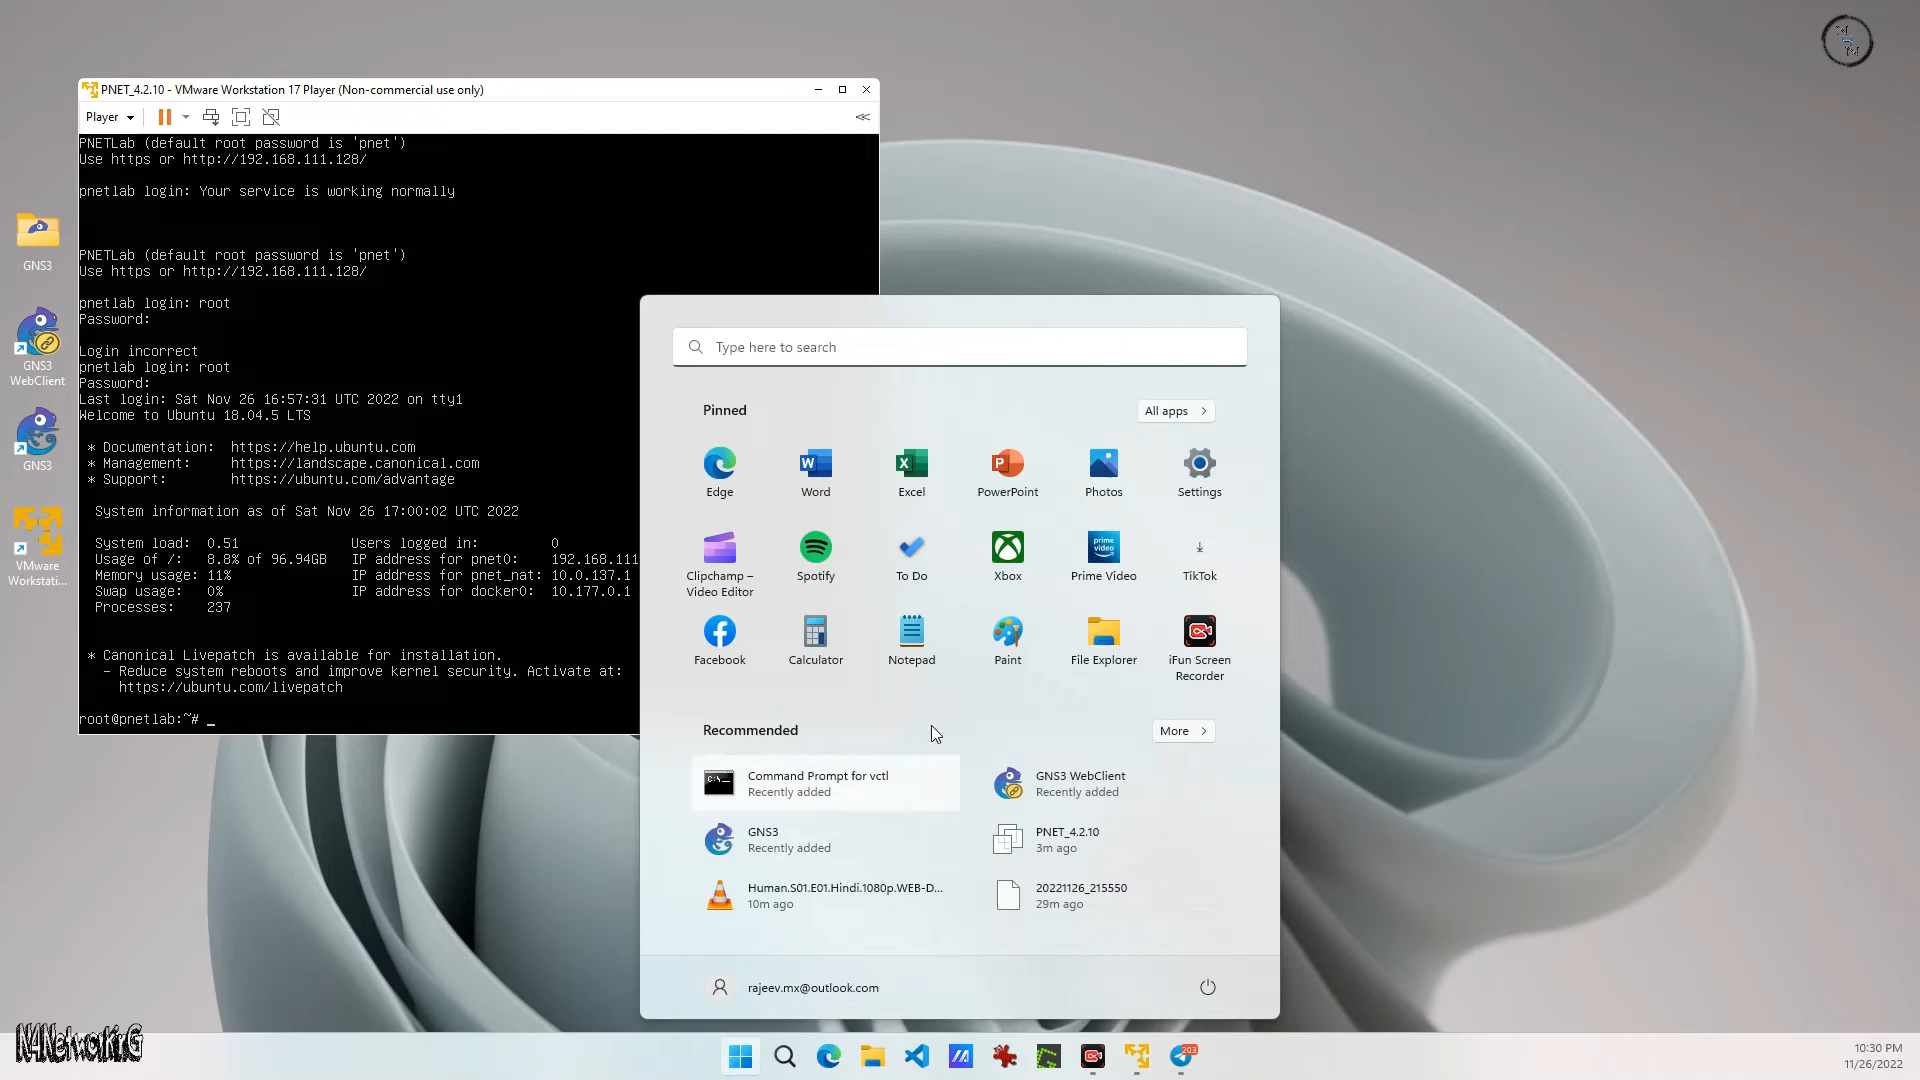 PNET_4.2.10 - VMware Workstation 17 Player (Non-commercial use only)
Player
PNETLab (default root password is 'pnet')
Use https or http://192.168.111.128/
pnetlab login: Your service is working normally
PNETLab (default root password is 'pnet')
Use https or http://192.168.111.128/
pnetlab login: root
Password:
Login incorrect
pnetlab login: root
Password:
Last login: Sat Nov 26 16:57:31 UTC 2022 on tty1
Welcome to Ubuntu 18.04.5 LTS
* Documentation: https://help.ubuntu.com
* Management: https://landscape.canonical.com
* Support: https://ubuntu.com/advantage
System information as of Sat Nov 26 17:00:02 UTC 2022
System load: 0.51 Users logged in: 0
Usage of /: 8.8% of 96.94GB IP address for pnet0: 192.168.111
Memory usage: 11% IP address for pnet_nat: 10.0.137.1
Swap usage: 0% IP address for docker0: 10.177.0.1
Processes: 237
* Canonical Livepatch is available for installation.
- Reduce system reboots and improve kernel security. Activate at:
https://ubuntu.com/livepatch
root@pnetlab:~# _
GNS3
GNS3
WebClient
GNS3
VMware
Workstati...
Type here to search
Pinned
All apps
Edge
Word
Excel
PowerPoint
Photos
Settings
Clipchamp –
Video Editor
Spotify
To Do
Xbox
prime
video
Prime Video
TikTok
Facebook
Calculator
Notepad
Paint
File Explorer
iFun Screen
Recorder
Recommended
More
Command Prompt for vctl
Recently added
GNS3 WebClient
Recently added
GNS3
Recently added
PNET_4.2.10
3m ago
Human.S01.E01.Hindi.1080p.WEB-D...
10m ago
20221126_215550
29m ago
rajeev.mx@outlook.com
N4NetworkinG
203
10:30 PM
11/26/2022